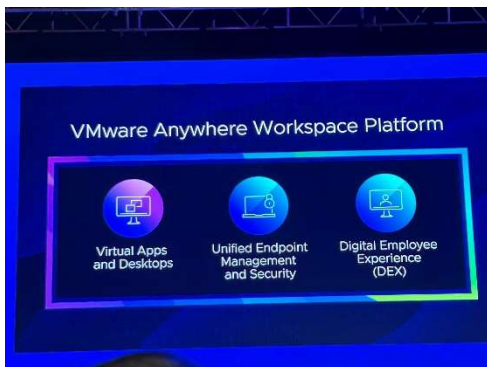 VMware Anywhere Workspace Platform
Virtual Apps
and Desktops
Unified Endpoint
Management
and Security
Digital Employee
Experience
(DEX)